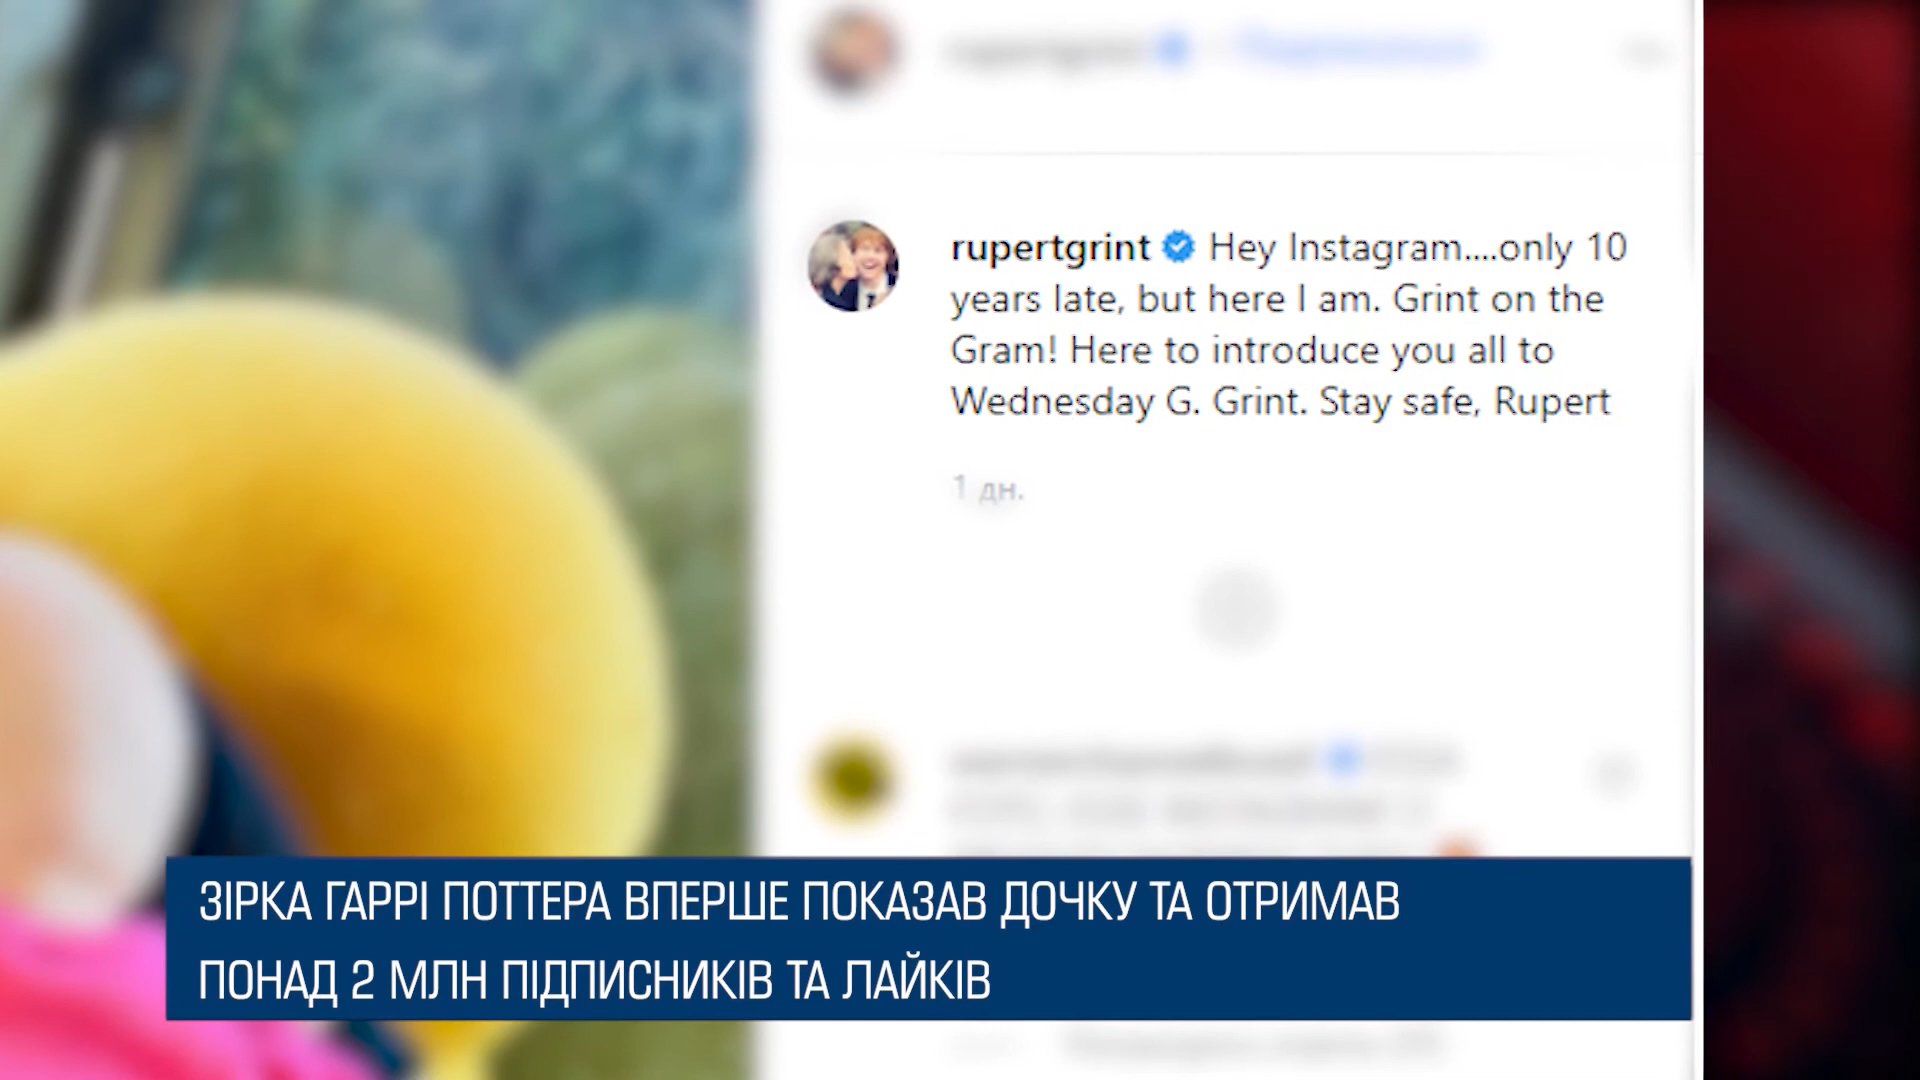 rupertgrint Hey Instagram....only 10
years late, but here I am. Grint on the
Gram! Here to introduce you all to
Wednesday G. Grint. Stay safe, Rupert
1 дн.
ЗІРКА ГАРРІ ПОТТЕРА ВПЕРШЕ ПОКАЗАВ ДОЧКУ ТА ОТРИМАВ
ПОНАД 2 МЛН ПІДПИСНИКІВ ТА ЛАЙКІВ